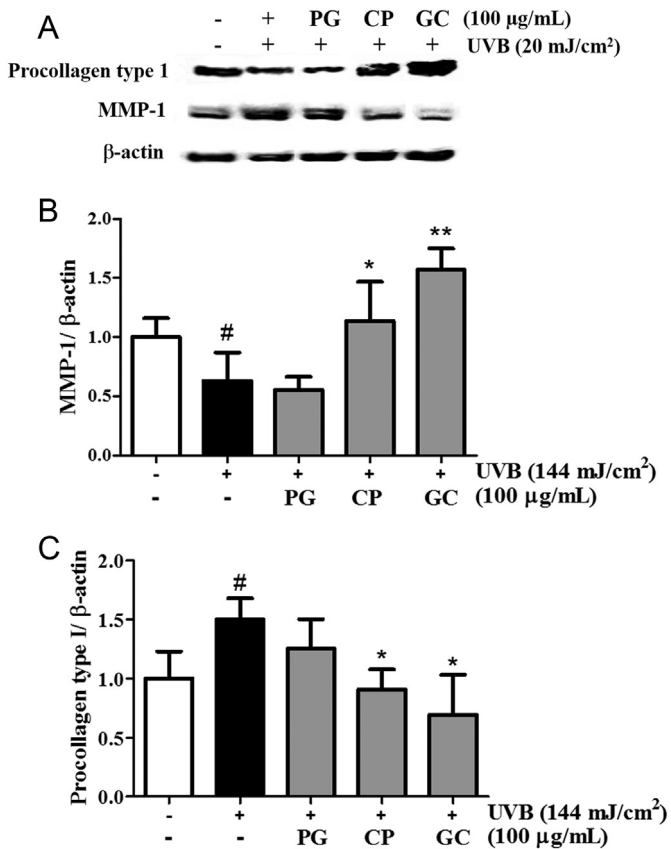 A
- + PG CP GC (100 μg/mL)
- + + + + UVB (20 mJ/cm²)
Procollagen type 1
MMP-1
β-actin
B
MMP-1/ β-actin
2.0
1.5
1.0
0.5
0.0
#
*
**
- + + + + UVB (144 mJ/cm²)
- - PG CP GC (100 μg/mL)
C
Procollagen type I/ β-actin
2.0
1.5
1.0
0.5
0.0
#
*
*
- + + + + UVB (144 mJ/cm²)
- - PG CP GC (100 μg/mL)